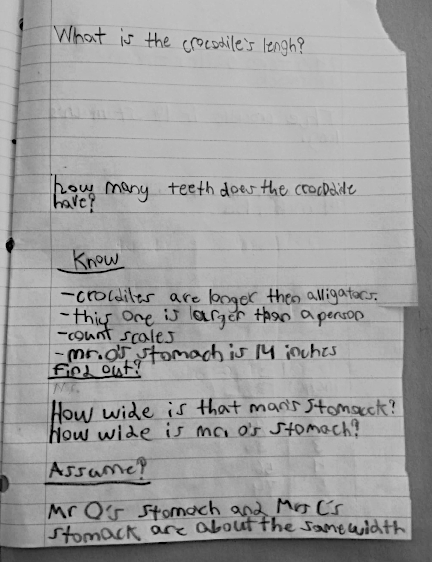 What is the crocodile's lengh?
how many teeth does the crocodile
have?
Know
-crocdiles are longer then alligators.
-this one is larger than a person
-count scales
-mr.O's stomach is 14 inches
find out?
How wide is that man's stomack?
How wide is mr. o's stomach?
Assume?
Mr O's stomach and Mrs C's
stomack are about the same width